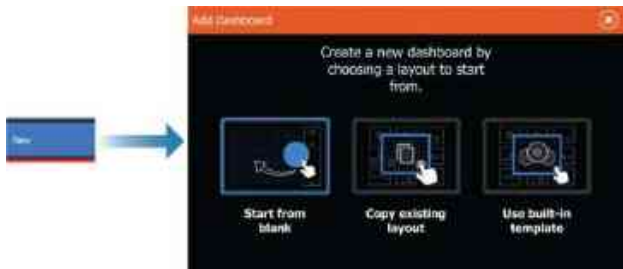 Add Dashboard
Create a new dashboard by
choosing a layout to start
from.
New
Start from
blank
Copy existing
layout
Use built-in
template